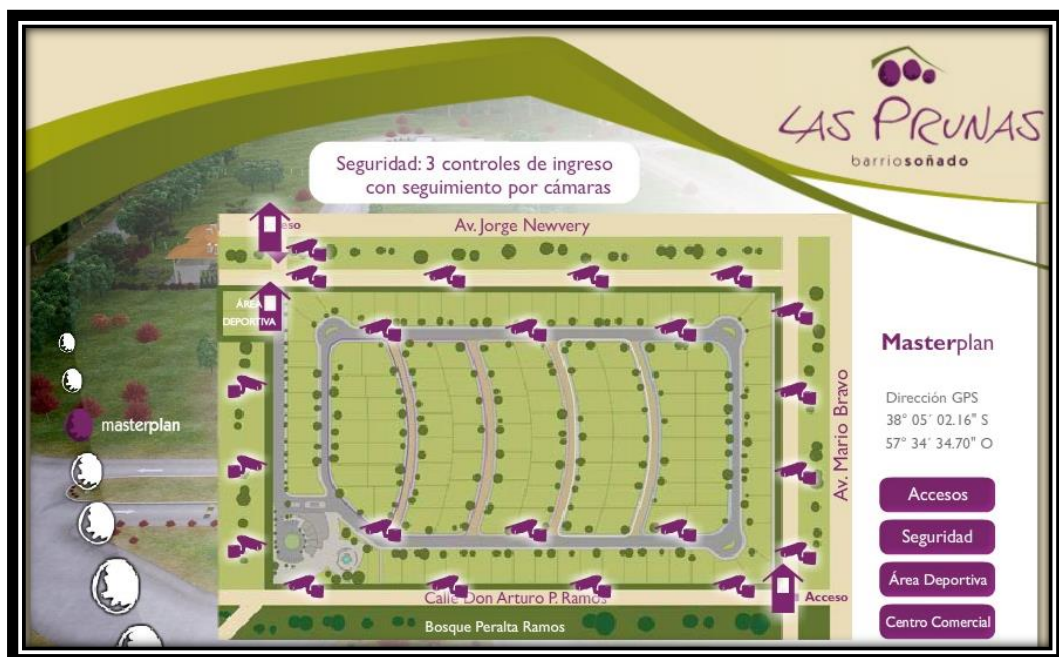 LAS PRUNAS
barriosoñado
Seguridad: 3 controles de ingreso
con seguimiento por cámaras
eso
Av. Jorge Newvery
ÁREA
DEPORTIVA
masterplan
Av. Mario Bravo
Masterplan
Dirección GPS
38° 05´ 02.16" S
57° 34´ 34.70" O
Accesos
Seguridad
Área Deportiva
Centro Comercial
Calle Don Arturo P. Ramos
Acceso
Bosque Peralta Ramos